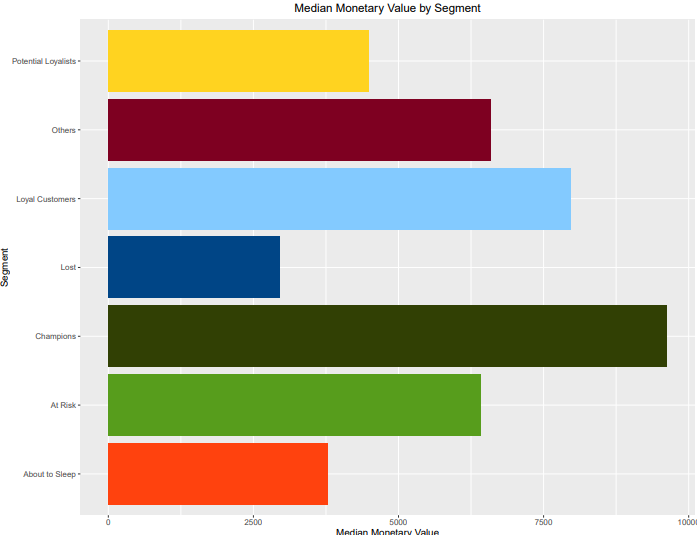 Median Monetary Value by Segment
Potential Loyalists
Others
Loyal Customers
Lost
Champions
At Risk
About to Sleep
Segment
0 2500 5000 7500 10000
Median Monetary Value